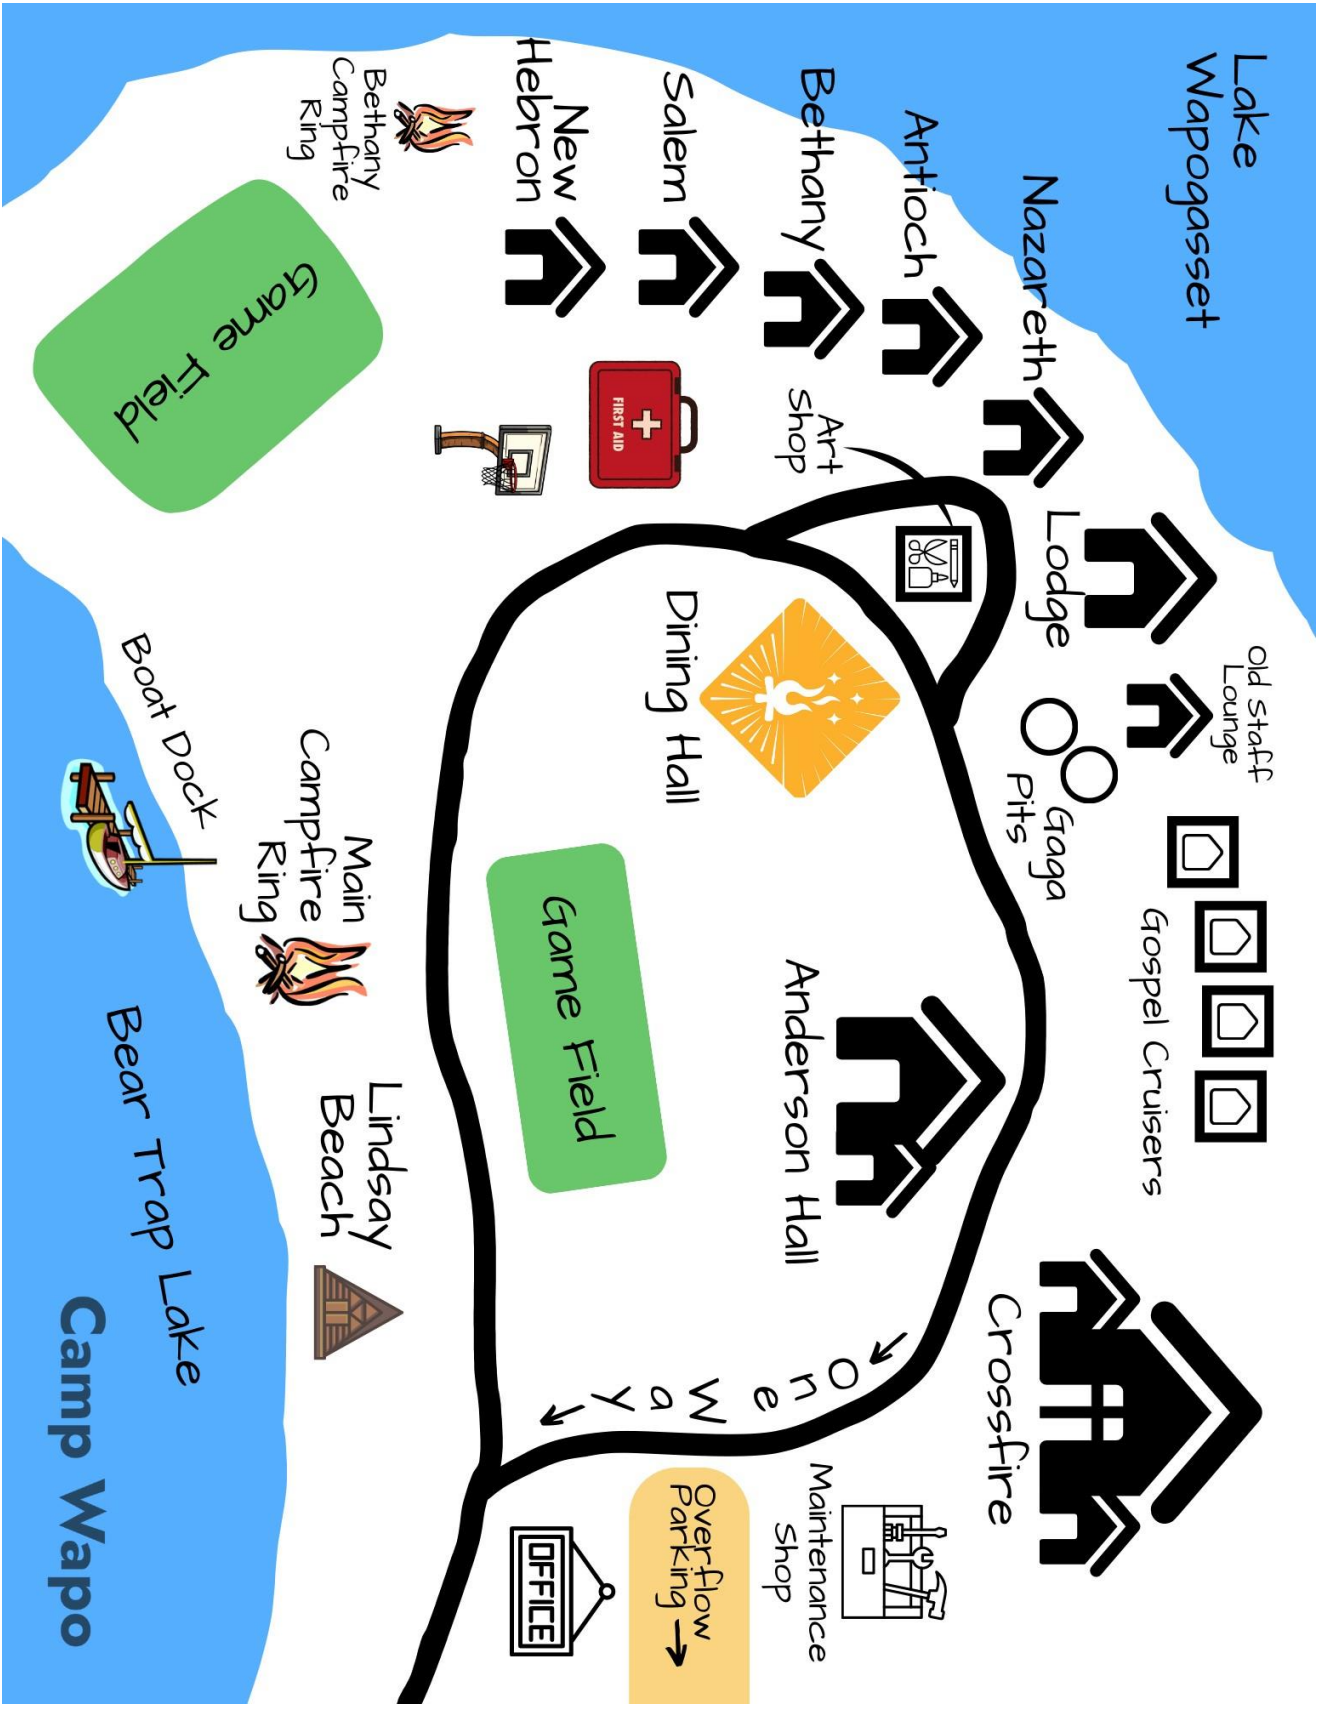 Lake
Wapogasset
Nazareth
Antioch
Bethany
Salem
New
Hebron
Bethany
Campfire
Ring
Game Field
FIRST AID
Art
Shop
Lodge
Old Staff
Lounge
Gaga
Pits
Gospel Cruisers
Dining Hall
Anderson Hall
Game Field
Crossfire
One Way
Maintenance
Shop
Overflow
Parking
OFFICE
Boat Dock
Main
Campfire
Ring
Lindsay
Beach
Bear Trap Lake
Camp Wapo